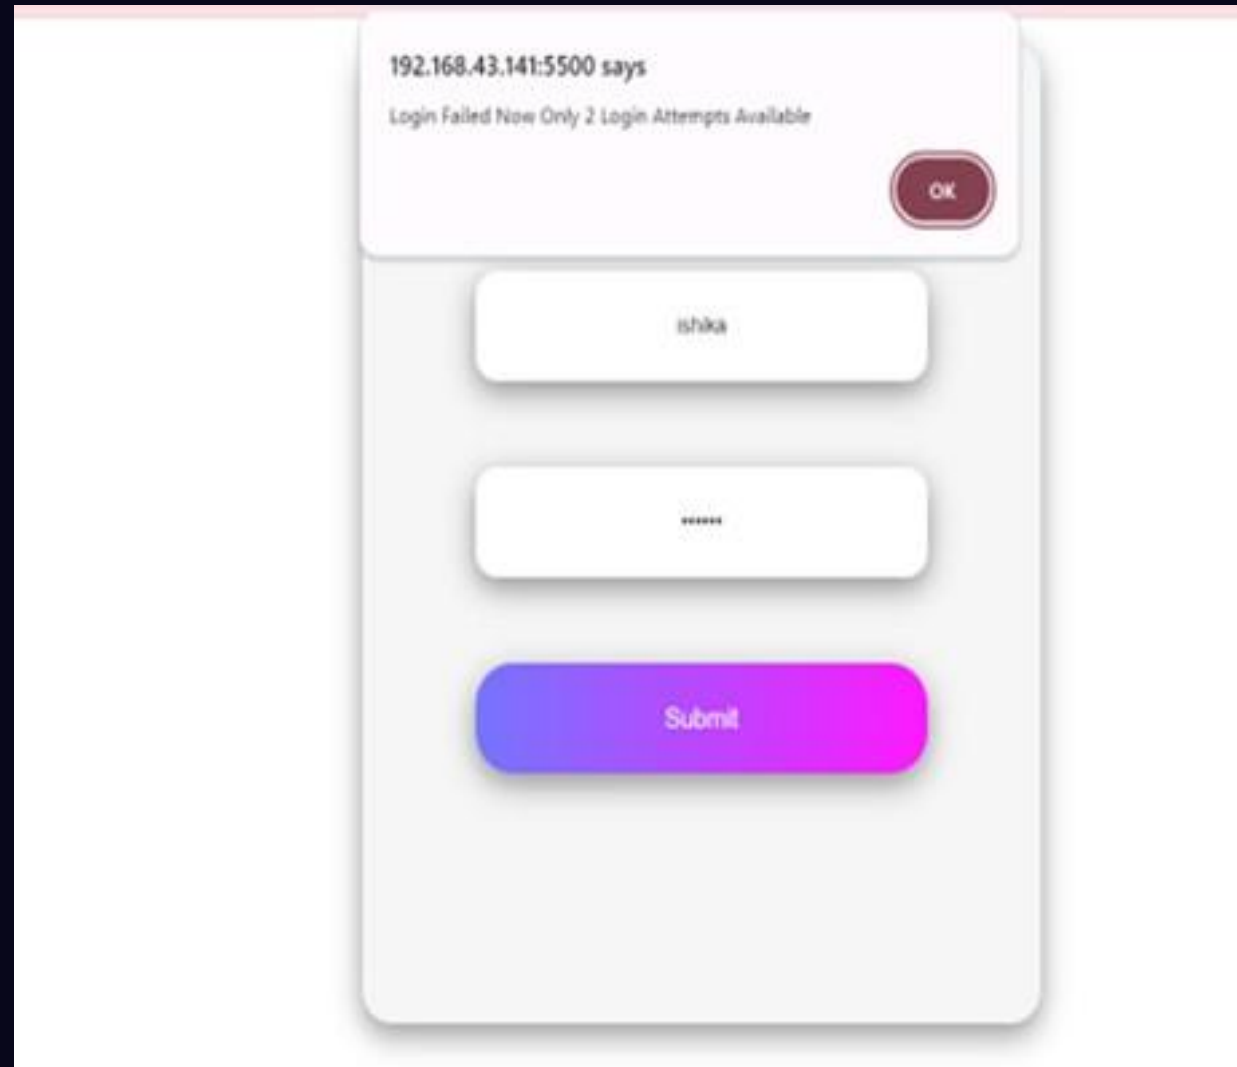 192.168.43.141:5500 says
Login Failed Now Only 2 Login Attempts Available
OK
ishika
••••••
Submit